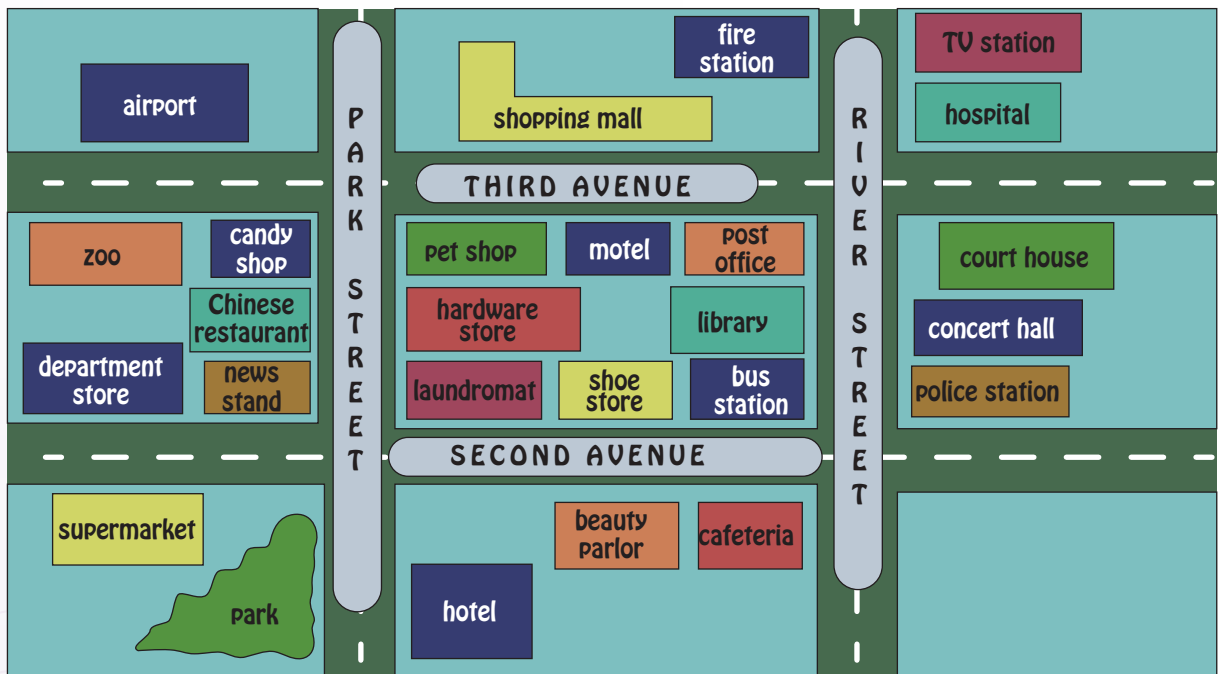 airport
PARK STREET
shopping mall
fire
station
RIVER STREET
TV station
hospital
THIRD AVENUE
zoo
candy
shop
Chinese
restaurant
department
store
news
stand
pet shop
motel
post
office
hardware
store
library
laundromat
shoe
store
bus
station
court house
concert hall
police station
SECOND AVENUE
supermarket
park
hotel
beauty
parlor
cafeteria